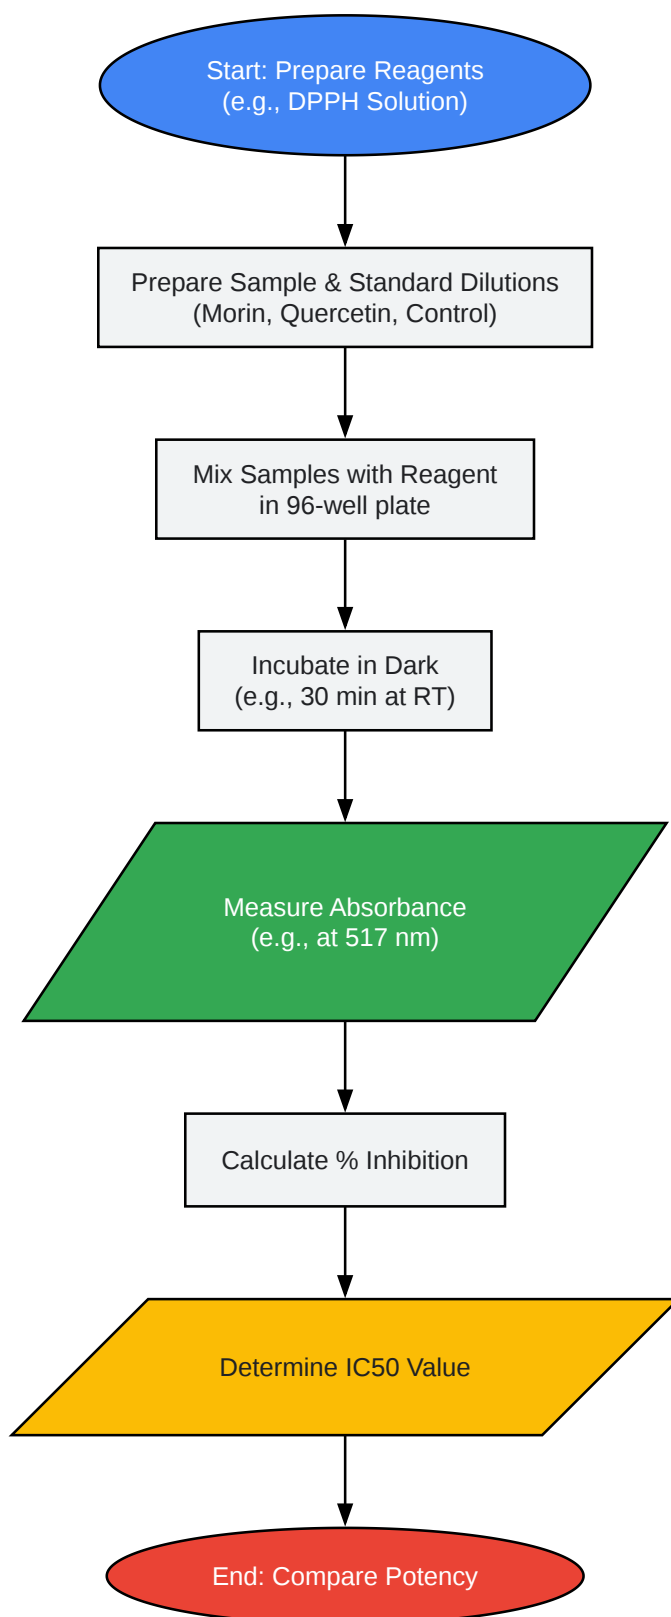 Start: Prepare Reagents
(e.g., DPPH Solution)
Prepare Sample & Standard Dilutions
(Morin, Quercetin, Control)
Mix Samples with Reagent
in 96-well plate
Incubate in Dark
(e.g., 30 min at RT)
Measure Absorbance
(e.g., at 517 nm)
Calculate % Inhibition
Determine IC50 Value
End: Compare Potency